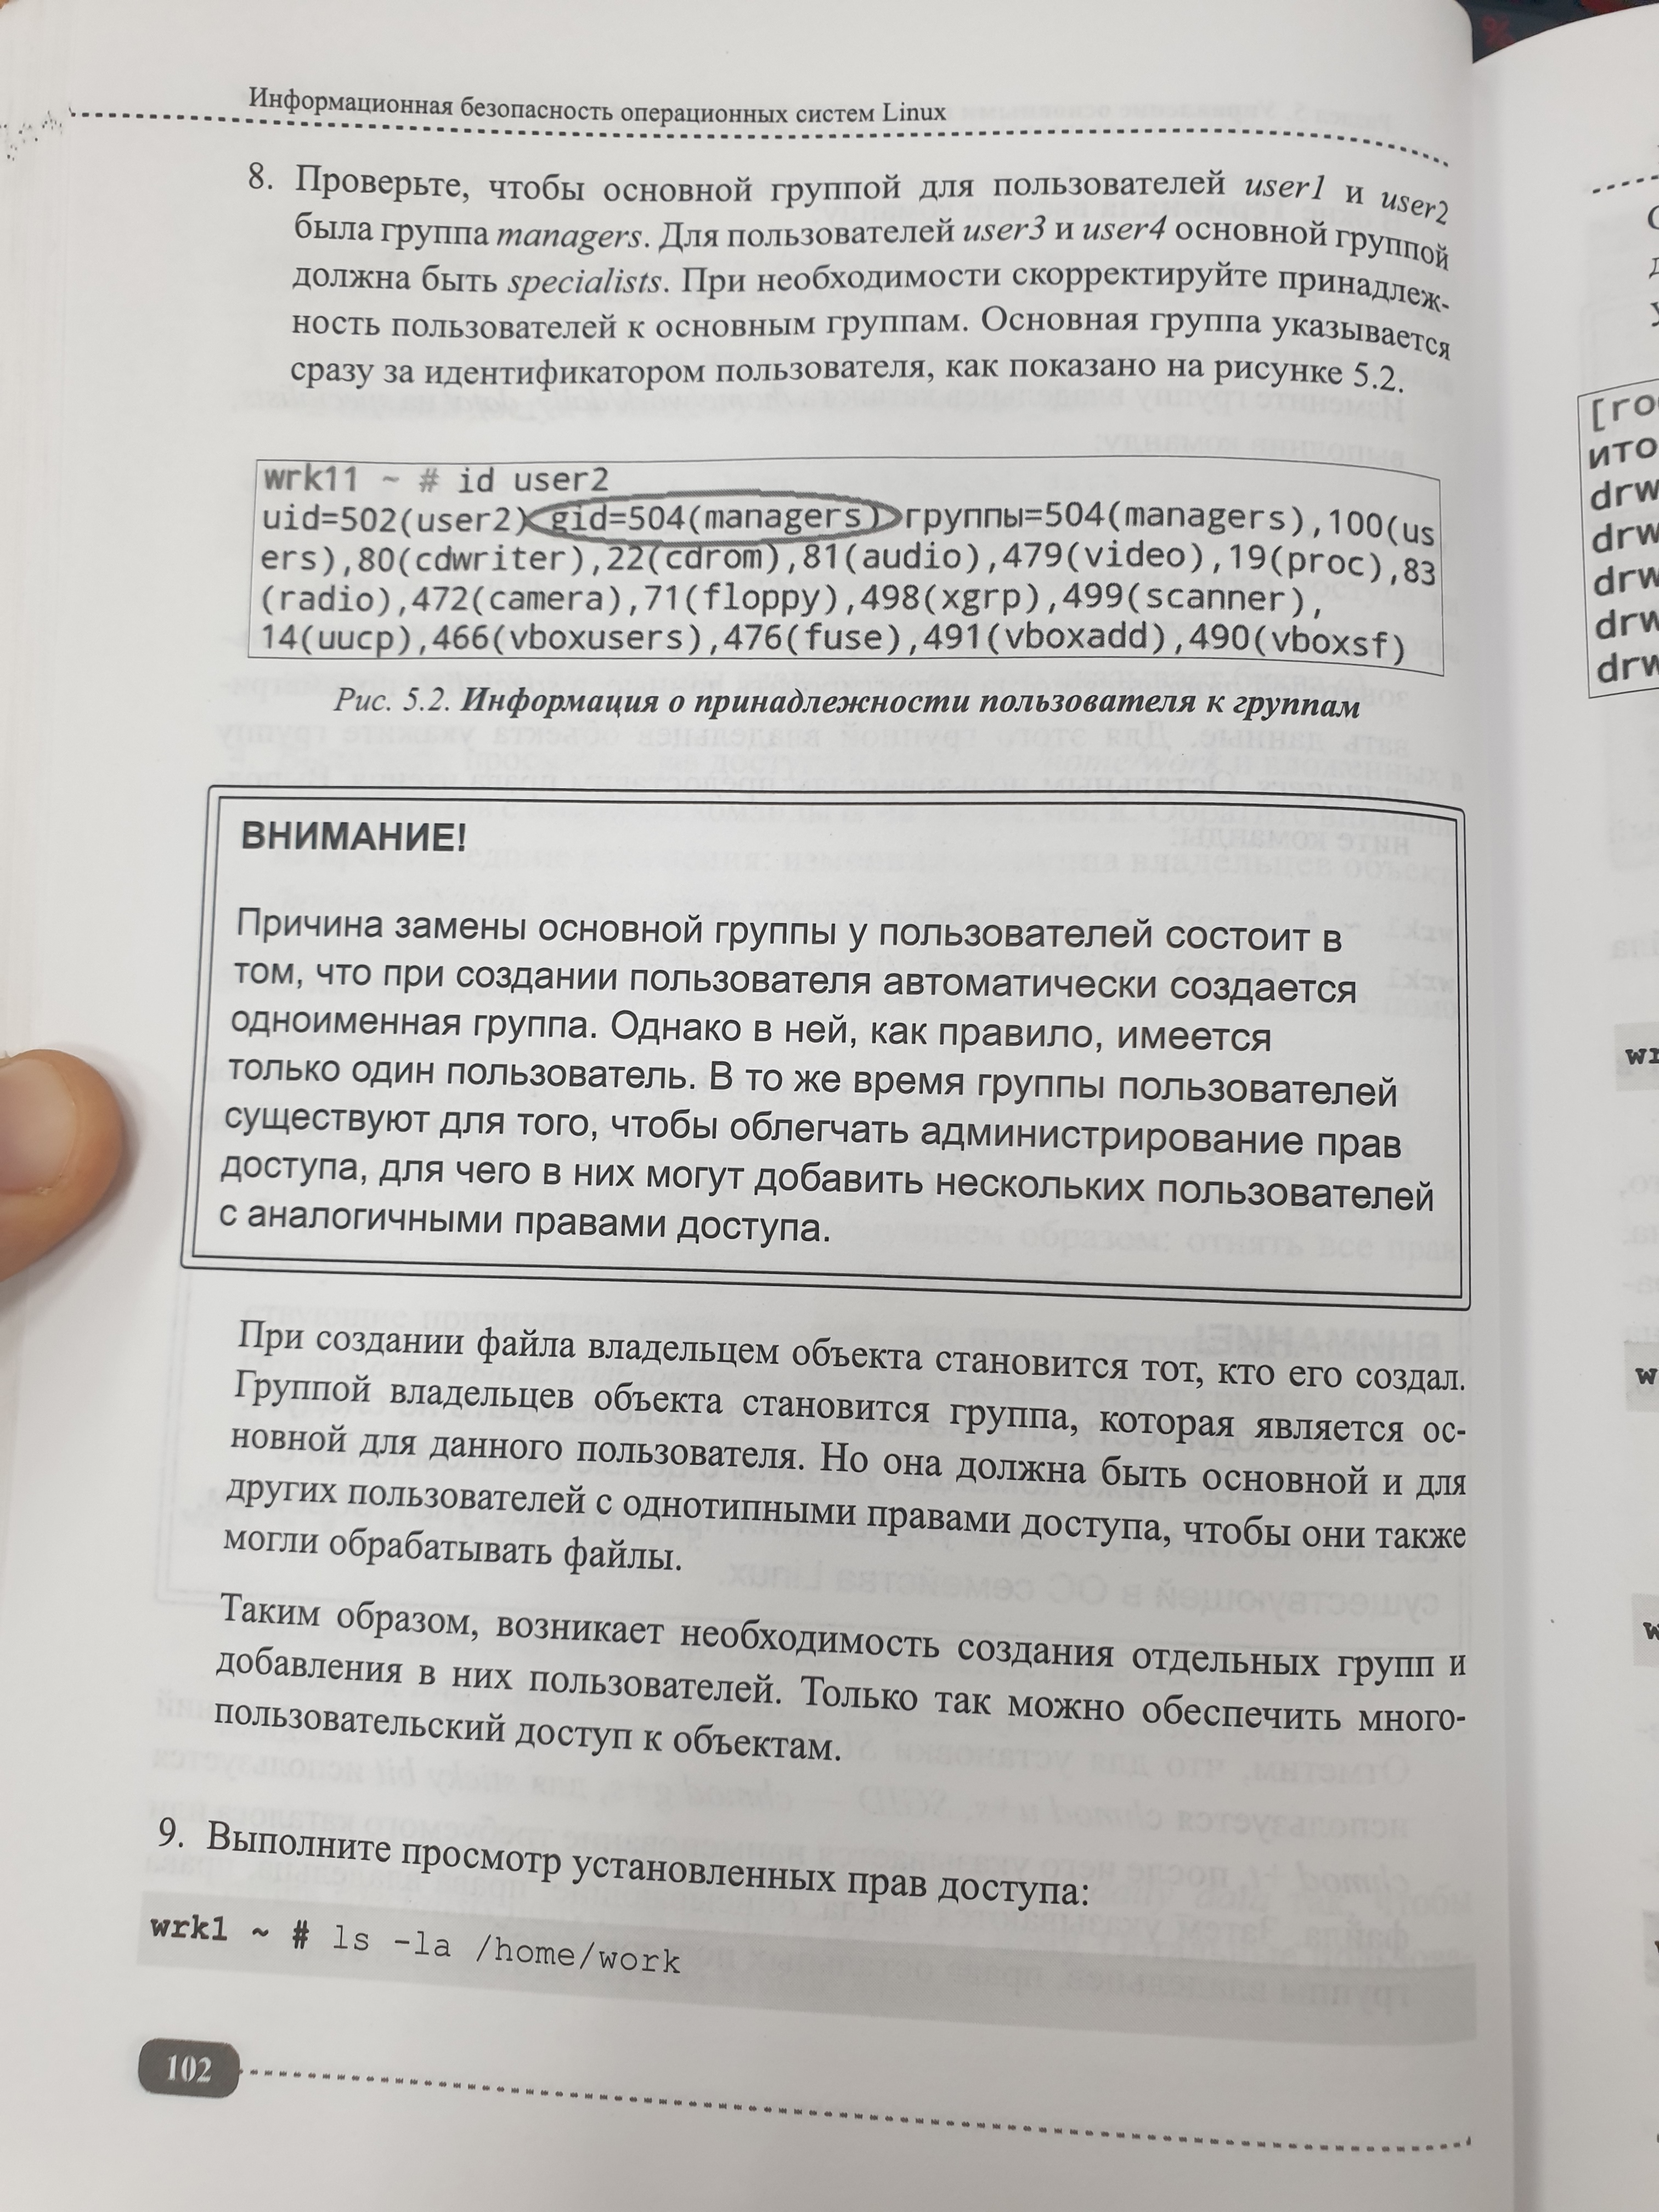 Информационная безопасность операционных систем Linux
8. Проверьте, чтобы основной группой для пользователей user1 и user2
была группа managers. Для пользователей user3 и user4 основной группой
должна быть specialists. При необходимости скорректируйте принадлеж-
ность пользователей к основным группам. Основная группа указывается
сразу за идентификатором пользователя, как показано на рисунке 5.2.
wrk11 ~ # id user2
uid=502(user2) gid=504(managers) группы=504(managers),100(us
ers),80(cdwriter),22(cdrom),81(audio),479(video),19(proc),83
(radio),472(camera),71(floppy),498(xgrp),499(scanner),
14(uucp),466(vboxusers),476(fuse),491(vboxadd),490(vboxsf)
Рис. 5.2. Информация о принадлежности пользователя к группам
ВНИМАНИЕ!
Причина замены основной группы у пользователей состоит в
том, что при создании пользователя автоматически создается
одноименная группа. Однако в ней, как правило, имеется
только один пользователь. В то же время группы пользователей
существуют для того, чтобы облегчать администрирование прав
доступа, для чего в них могут добавить нескольких пользователей
с аналогичными правами доступа.
При создании файла владельцем объекта становится тот, кто его создал.
Группой владельцев объекта становится группа, которая является ос-
новной для данного пользователя. Но она должна быть основной и для
других пользователей с однотипными правами доступа, чтобы они также
могли обрабатывать файлы.
Таким образом, возникает необходимость создания отдельных групп и
добавления в них пользователей. Только так можно обеспечить много-
пользовательский доступ к объектам.
9. Выполните просмотр установленных прав доступа:
wrk1 ~ # ls -la /home/work
102
drw
drw
drw
drw
drw